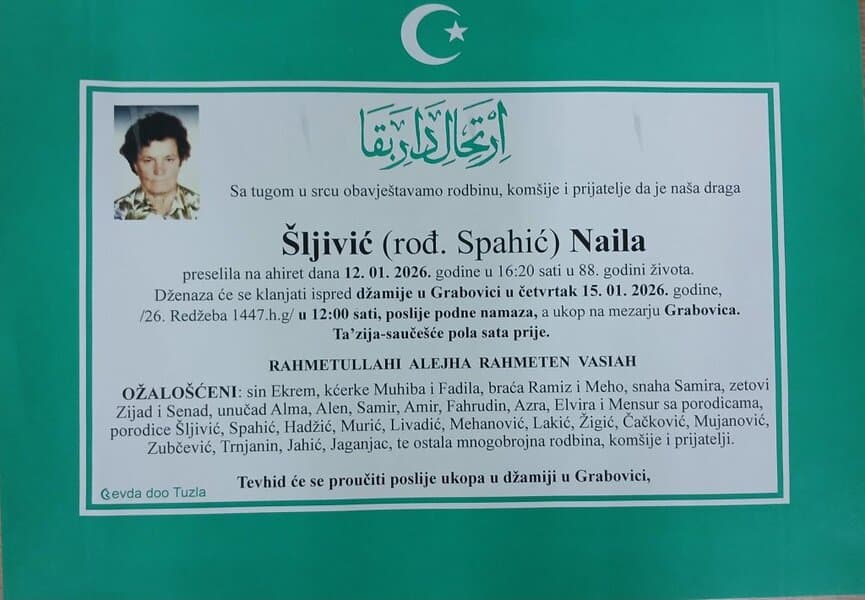 اِرْتِحَالِ دَارِ بَقَا
Sa tugom u srcu obavještavamo rodbinu, komšije i prijatelje da je naša draga
Šljivić (rođ. Spahić) Naila
preselila na ahiret dana 12. 01. 2026. godine u 16:20 sati u 88. godini života.
Dženaza će se klanjati ispred džamije u Grabovici u četvrtak 15. 01. 2026. godine,
/26. Redžeba 1447.h.g/ u 12:00 sati, poslije podne namaza, a ukop na mezarju Grabovica.
Ta’zija-saučešće pola sata prije.
RAHMETULLAHI ALEJHA RAHMETEN VASIAH
OŽALOŠĆENI: sin Ekrem, kćerke Muhiba i Fadila, braća Ramiz i Meho, snaha Samira, zetovi
Zijad i Senad, unučad Alma, Alen, Samir, Amir, Fahrudin, Azra, Elvira i Mensur sa porodicama,
porodice Šljivić, Spahić, Hadžić, Murić, Livadić, Mehanović, Lakić, Žigić, Čačković, Mujanović,
Zubčević, Trnjanin, Jahić, Jaganjac, te ostala mnogobrojna rodbina, komšije i prijatelji.
Tevhid će se proučiti poslije ukopa u džamiji u Grabovici,
Cevda doo Tuzla